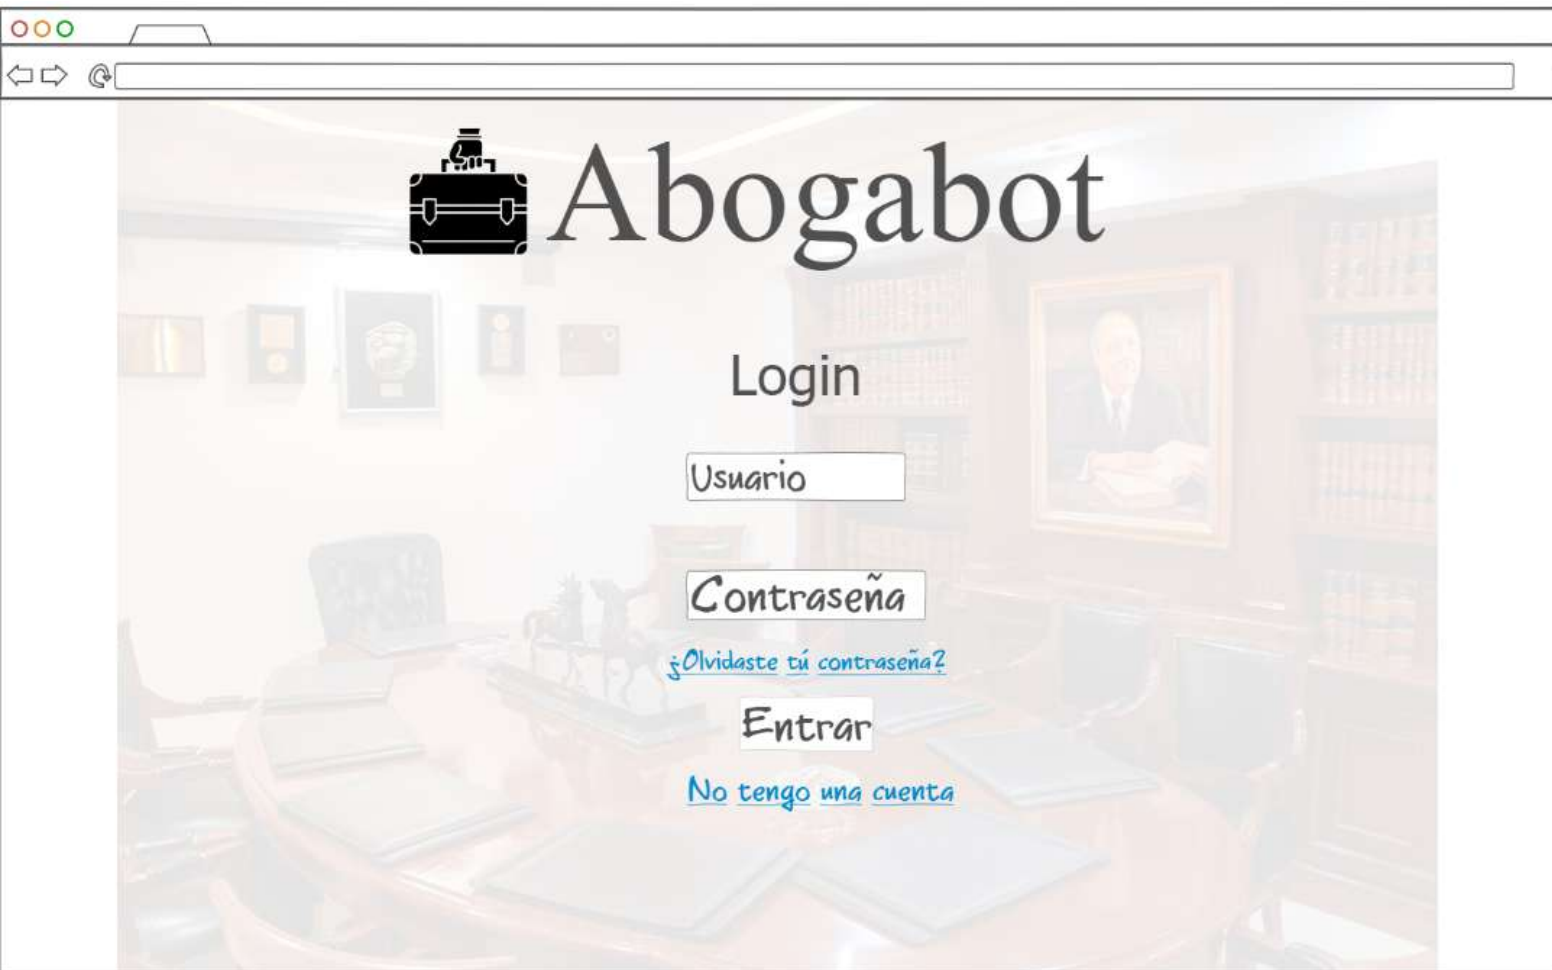 Abogabot
Login
Usuario
Contraseña
¿Olvidaste tú contraseña?
Entrar
No tengo una cuenta